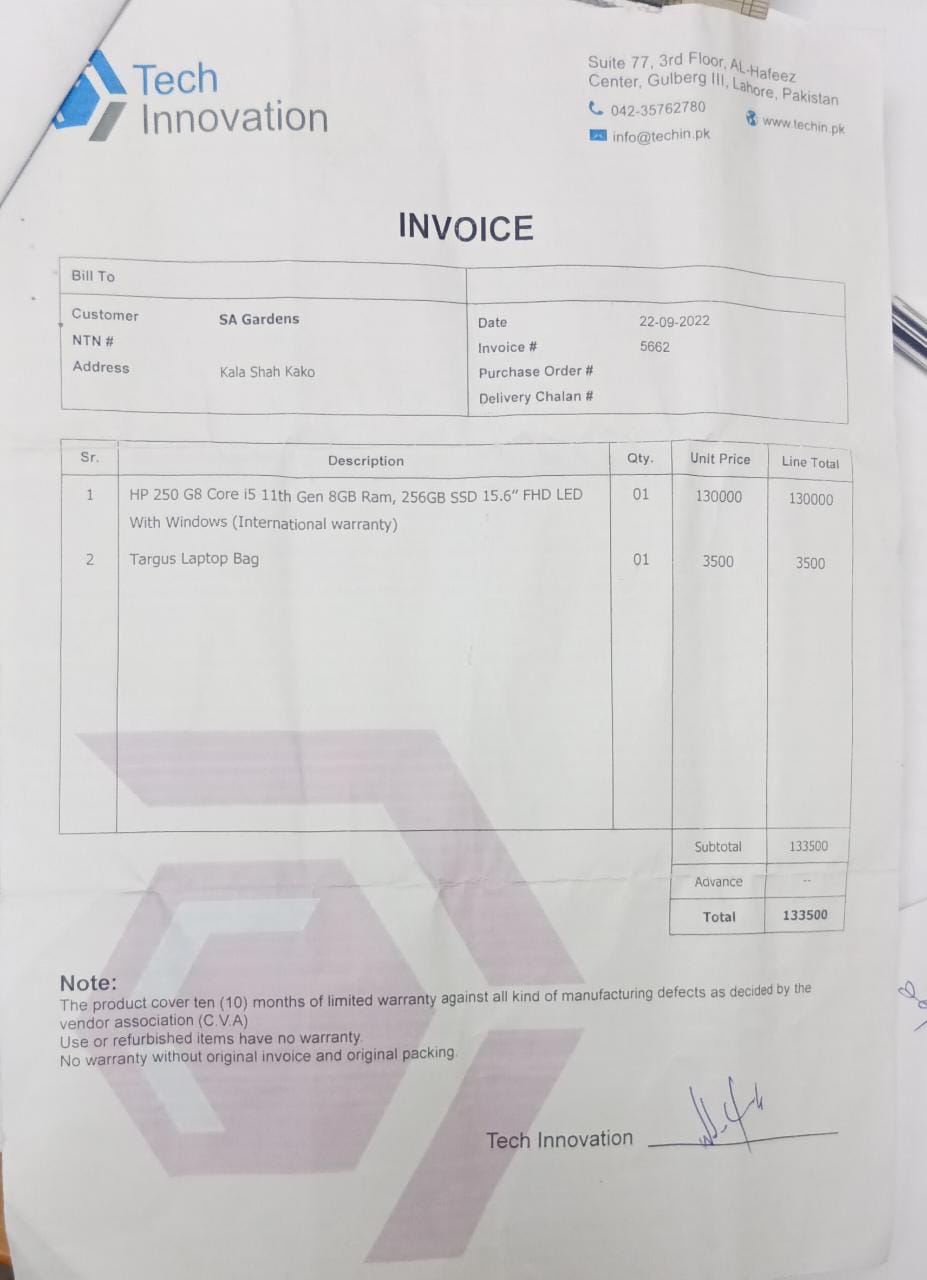 Tech
Innovation
Suite 77, 3rd Floor, AL-Hafeez
Center, Gulberg III, Lahore, Pakistan
042-35762780
www.techin.pk
info@techin.pk
INVOICE
Bill To
Customer SA Gardens
NTN #
Address Kala Shah Kako
Date 22-09-2022
Invoice # 5662
Purchase Order #
Delivery Chalan #
Sr. Description Qty. Unit Price Line Total
1 HP 250 G8 Core i5 11th Gen 8GB Ram, 256GB SSD 15.6” FHD LED 01 130000 130000
With Windows (International warranty)
2 Targus Laptop Bag 01 3500 3500
Subtotal 133500
Advance --
Total 133500
Note:
The product cover ten (10) months of limited warranty against all kind of manufacturing defects as decided by the
vendor association (C.V.A)
Use or refurbished items have no warranty.
No warranty without original invoice and original packing.
Tech Innovation